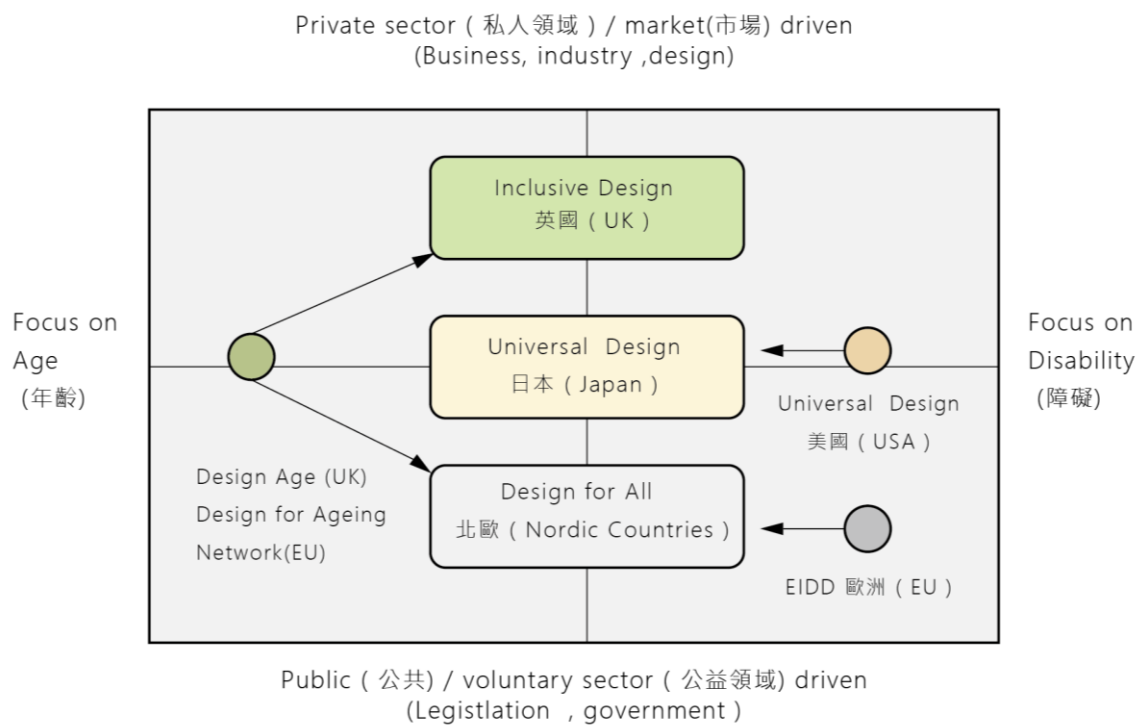 Private sector ( 私人領域 ) / market(市場) driven
(Business, industry ,design)
Inclusive Design
英國 ( UK )
Focus on
Age
(年齡)
Universal Design
日本 ( Japan )
Focus on
Disability
(障礙)
Universal Design
美國 ( USA )
Design Age (UK)
Design for Ageing
Network(EU)
Design for All
北歐 ( Nordic Countries )
EIDD 歐洲 ( EU )
Public ( 公共) / voluntary sector ( 公益領域) driven
(Legistlation , government )